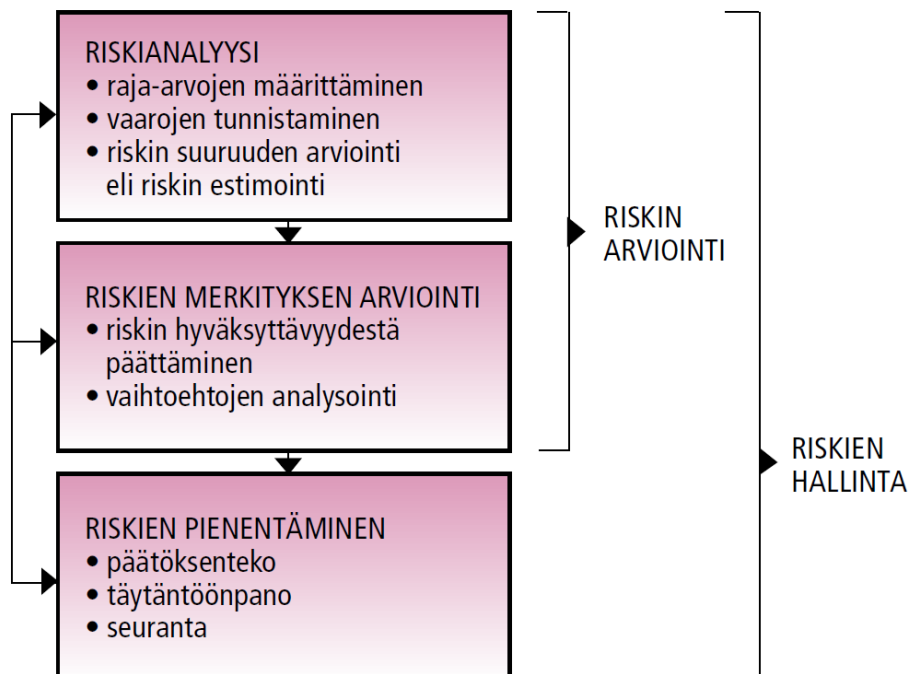 RISKIANALYYSI
• raja-arvojen määrittäminen
• vaarojen tunnistaminen
• riskin suuruuden arviointi
eli riskin estimointi
RISKIEN MERKITYKSEN ARVIOINTI
• riskin hyväksyttävyydestä
päättäminen
• vaihtoehtojen analysointi
RISKIEN PIENENTÄMINEN
• päätöksenteko
• täytäntöönpano
• seuranta
RISKIN
ARVIOINTI
RISKIEN
HALLINTA